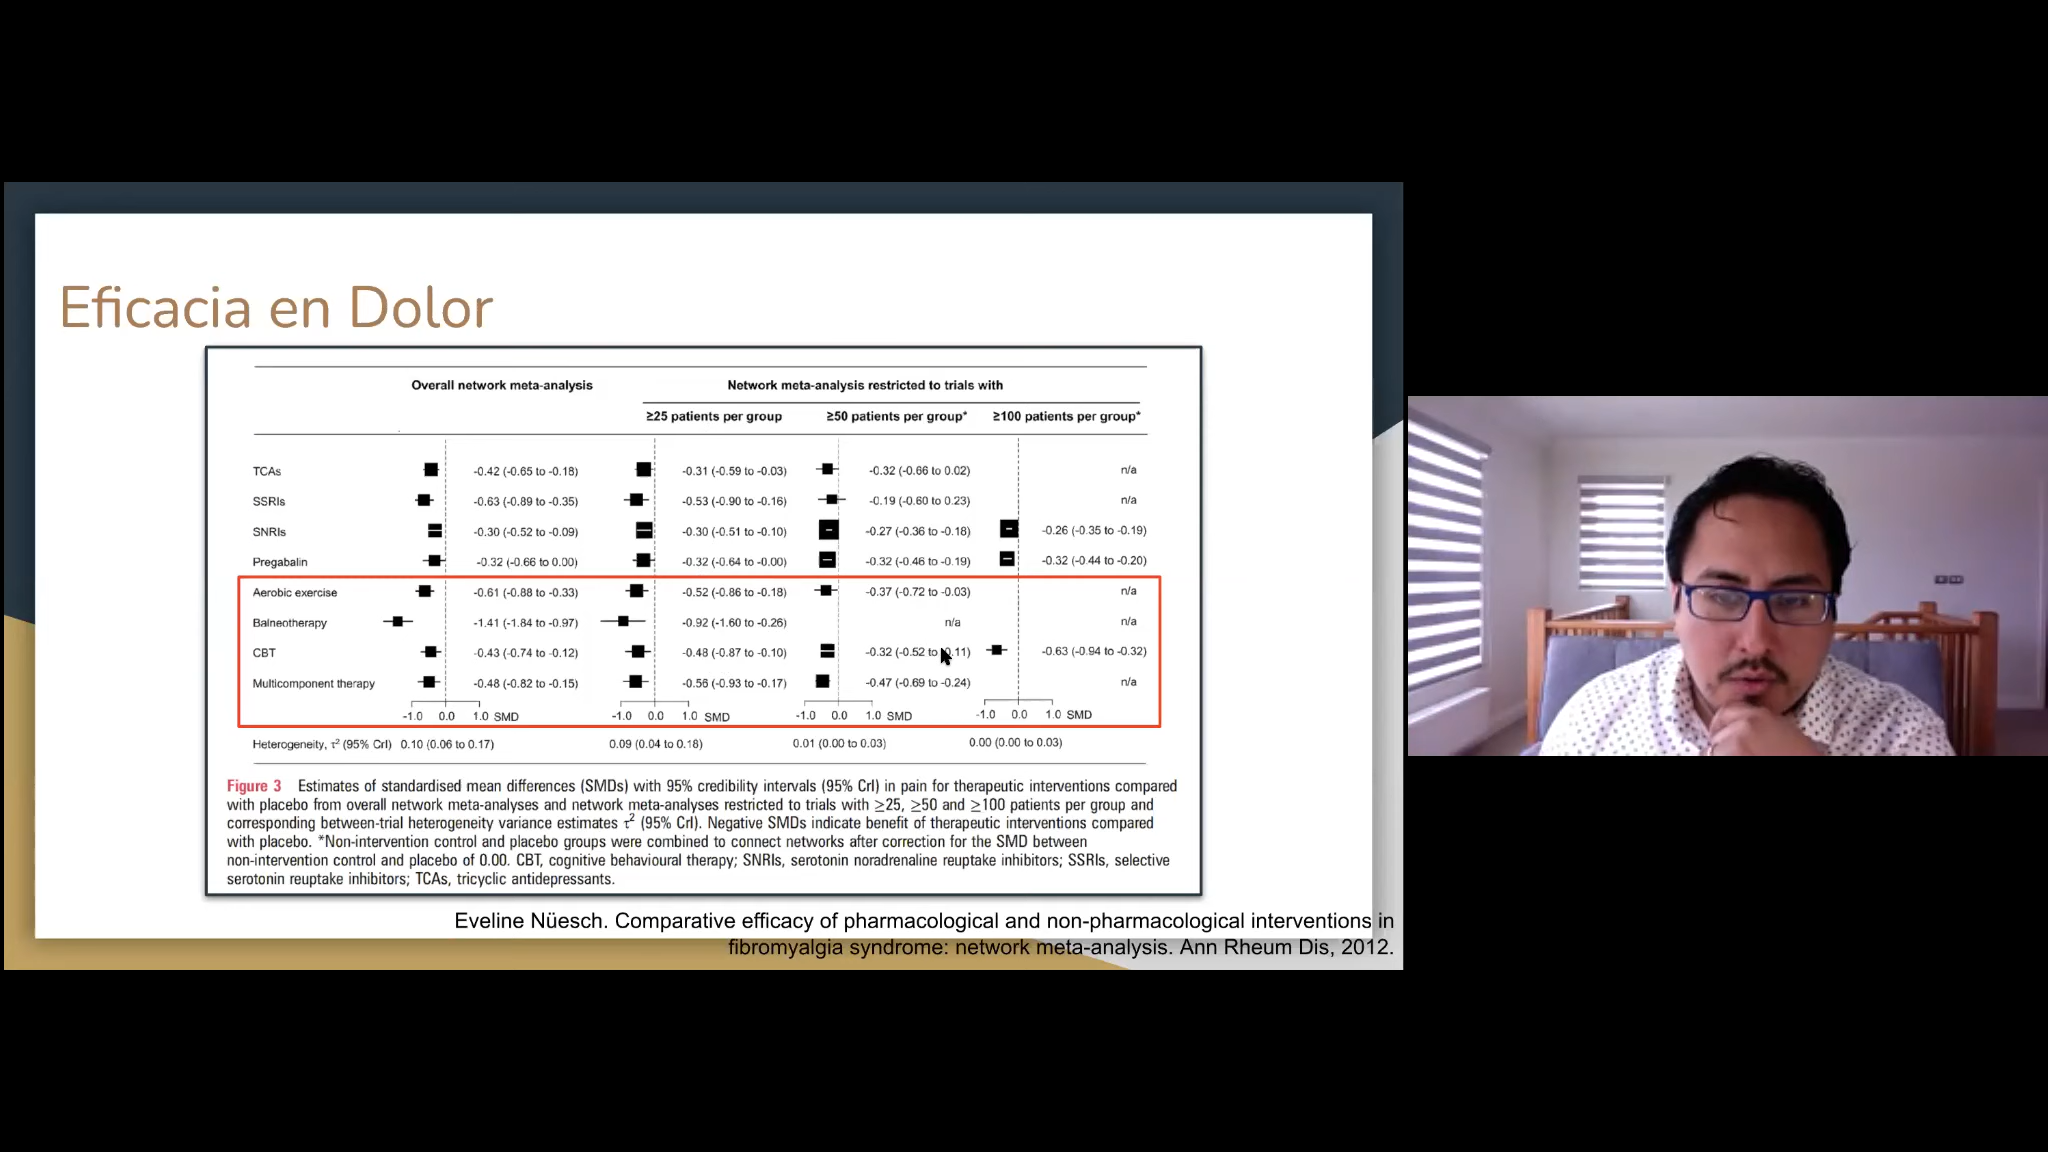 Eficacia en Dolor
Overall network meta-analysis Network meta-analysis restricted to trials with
≥25 patients per group ≥50 patients per group* ≥100 patients per group*
TCAs -0.42 (-0.65 to -0.18) -0.31 (-0.59 to -0.03) -0.32 (-0.66 to 0.02) n/a
SSRIs -0.63 (-0.89 to -0.35) -0.53 (-0.90 to -0.16) -0.19 (-0.60 to 0.23) n/a
SNRIs -0.30 (-0.52 to -0.09) -0.30 (-0.51 to -0.10) -0.27 (-0.36 to -0.18) -0.26 (-0.35 to -0.19)
Pregabalin -0.32 (-0.66 to 0.00) -0.32 (-0.64 to -0.00) -0.32 (-0.46 to -0.19) -0.32 (-0.44 to -0.20)
Aerobic exercise -0.61 (-0.88 to -0.33) -0.52 (-0.86 to -0.18) -0.37 (-0.72 to -0.03) n/a
Balneotherapy -1.41 (-1.84 to -0.97) -0.92 (-1.60 to -0.26) n/a n/a
CBT -0.43 (-0.74 to -0.12) -0.48 (-0.87 to -0.10) -0.32 (-0.52 to 0.11) -0.63 (-0.94 to -0.32)
Multicomponent therapy -0.48 (-0.82 to -0.15) -0.56 (-0.93 to -0.17) -0.47 (-0.69 to -0.24) n/a
-1.0 0.0 1.0 SMD -1.0 0.0 1.0 SMD -1.0 0.0 1.0 SMD -1.0 0.0 1.0 SMD
Heterogeneity, τ² (95% CrI) 0.10 (0.06 to 0.17) 0.09 (0.04 to 0.18) 0.01 (0.00 to 0.03) 0.00 (0.00 to 0.03)
Figure 3 Estimates of standardised mean differences (SMDs) with 95% credibility intervals (95% CrI) in pain for therapeutic interventions compared
with placebo from overall network meta-analyses and network meta-analyses restricted to trials with ≥25, ≥50 and ≥100 patients per group and
corresponding between-trial heterogeneity variance estimates τ² (95% CrI). Negative SMDs indicate benefit of therapeutic interventions compared
with placebo. *Non-intervention control and placebo groups were combined to connect networks after correction for the SMD between
non-intervention control and placebo of 0.00. CBT, cognitive behavioural therapy; SNRIs, serotonin noradrenaline reuptake inhibitors; SSRIs, selective
serotonin reuptake inhibitors; TCAs, tricyclic antidepressants.
Eveline Nüesch. Comparative efficacy of pharmacological and non-pharmacological interventions in
fibromyalgia syndrome: network meta-analysis. Ann Rheum Dis, 2012.